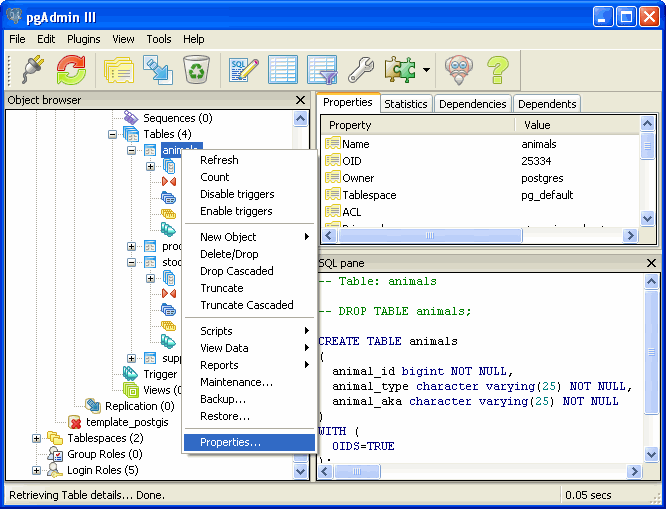 pgAdmin III
File Edit Plugins View Tools Help
Object browser
Sequences (0)
Tables (4)
animals
Trigger
Views (0
Replication (0)
template_postgis
Tablespaces (2)
Group Roles (0)
Login Roles (5)
Refresh
Count
Disable triggers
Enable triggers
New Object
Delete/Drop
Drop Cascaded
Truncate
Truncate Cascaded
Scripts
View Data
Reports
Maintenance...
Backup...
Restore...
Properties...
Properties Statistics Dependencies Dependents
Property Value
Name animals
OID 25334
Owner postgres
Tablespace pg_default
ACL
SQL pane
-- Table: animals
-- DROP TABLE animals;
CREATE TABLE animals
(
animal_id bigint NOT NULL,
animal_type character varying(25) NOT NULL,
animal_aka character varying(25) NOT NULL
)
WITH (
OIDS=TRUE
);
Retrieving Table details... Done. 0.05 secs